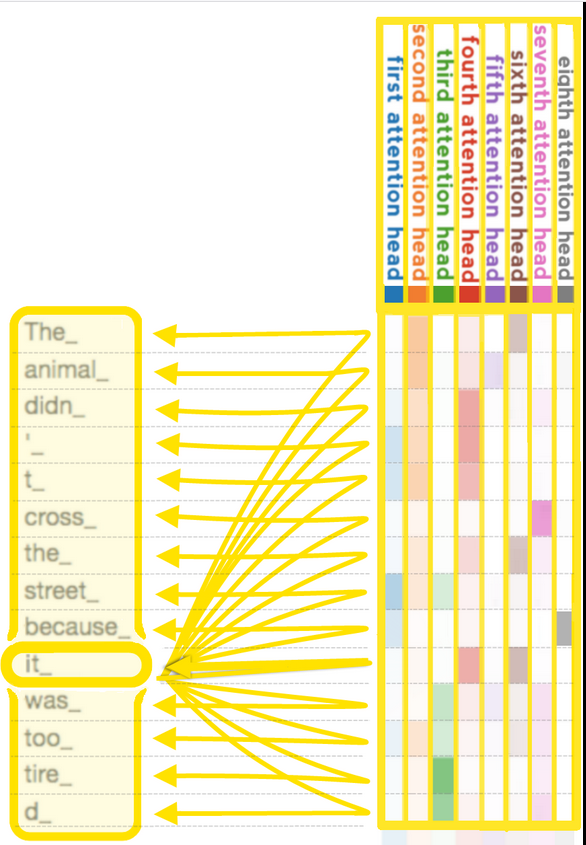 first attention head
second attention head
third attention head
fourth attention head
fifth attention head
sixth attention head
seventh attention head
eighth attention head
The_
animal_
didn_
'_
t_
cross_
the_
street_
because_
it_
was_
too_
tire_
d_